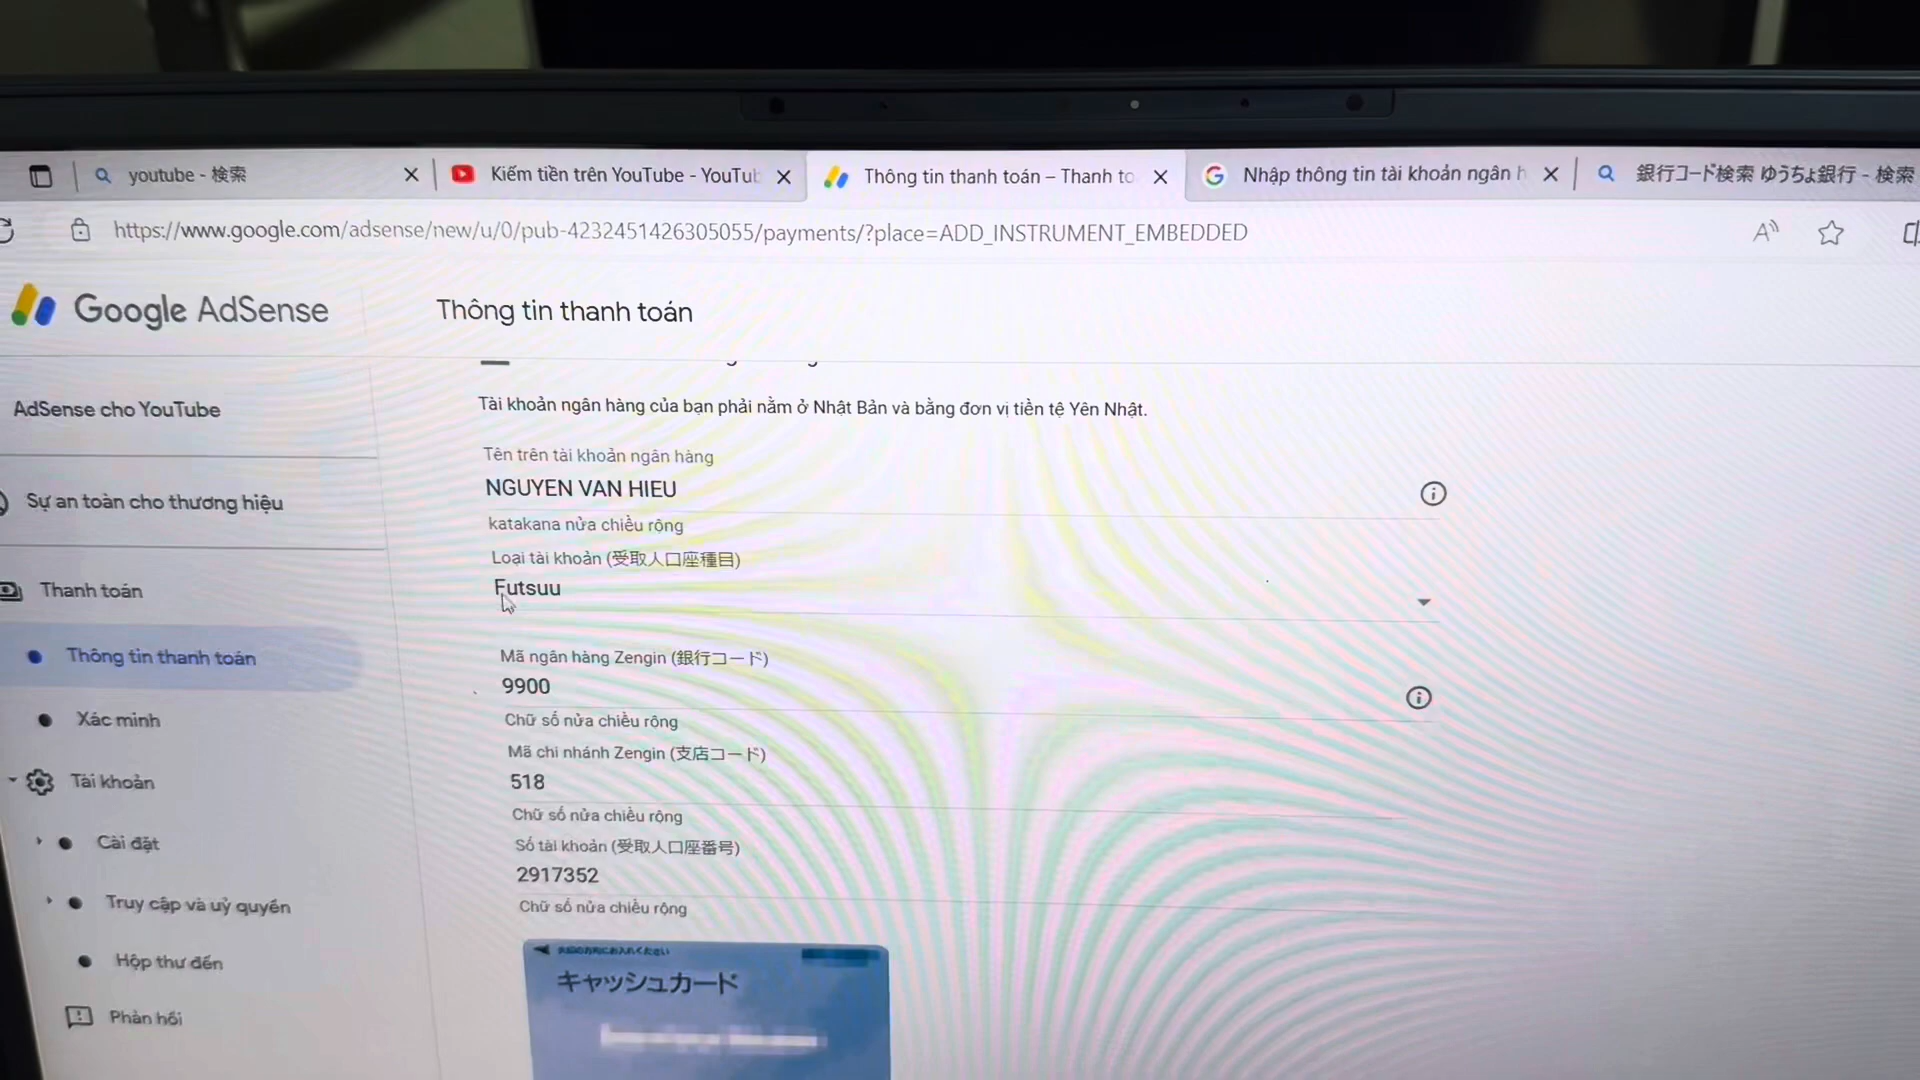 youtube - 検索
Kiếm tiền trên YouTube - YouTub
Thông tin thanh toán – Thanh to
Nhập thông tin tài khoản ngân h
銀行コード検索 ゆうちょ銀行 - 検索
https://www.google.com/adsense/new/u/0/pub-4232451426305055/payments/?place=ADD_INSTRUMENT_EMBEDDED
Google AdSense
Thông tin thanh toán
AdSense cho YouTube
Sự an toàn cho thương hiệu
Thanh toán
Thông tin thanh toán
Xác minh
Tài khoản
Cài đặt
Truy cập và uỷ quyền
Hộp thư đến
Phản hồi
Tài khoản ngân hàng của bạn phải nằm ở Nhật Bản và bằng đơn vị tiền tệ Yên Nhật.
Tên trên tài khoản ngân hàng
NGUYEN VAN HIEU
katakana nửa chiều rộng
Loại tài khoản (受取人口座種目)
Futsuu
Mã ngân hàng Zengin (銀行コード)
9900
Chữ số nửa chiều rộng
Mã chi nhánh Zengin (支店コード)
518
Chữ số nửa chiều rộng
Số tài khoản (受取人口座番号)
2917352
Chữ số nửa chiều rộng
キャッシュカード